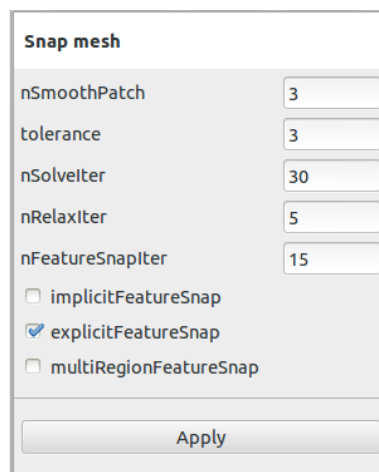 Snap mesh
nSmoothPatch 3
tolerance 3
nSolveIter 30
nRelaxIter 5
nFeatureSnapIter 15
implicitFeatureSnap
explicitFeatureSnap
multiRegionFeatureSnap
Apply